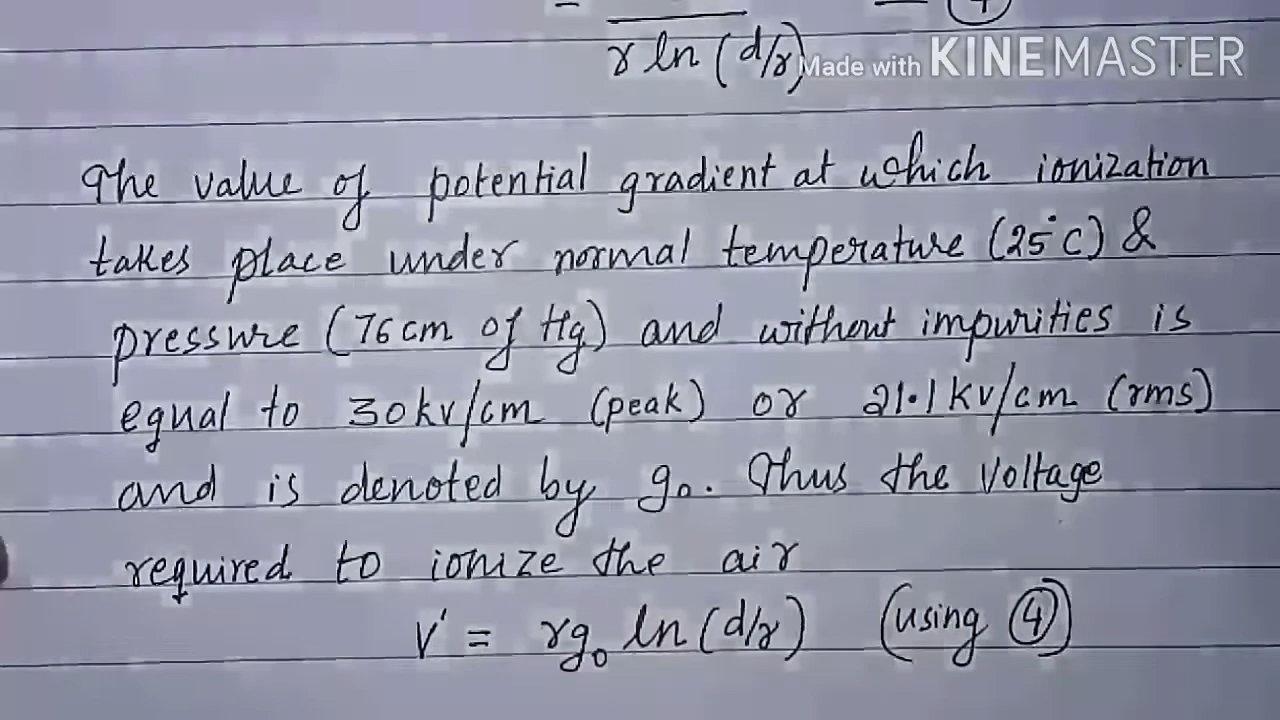 = ④
r ln (d/r)
Made with KINEMASTER
The value of potential gradient at which ionization
takes place under normal temperature (25°C) &
pressure (76 cm of Hg) and without impurities is
equal to 30kv/cm (peak) or 21.1kv/cm (rms)
and is denoted by g₀. Thus the voltage
required to ionize the air
V' = rg₀ ln (d/r) (using ④)